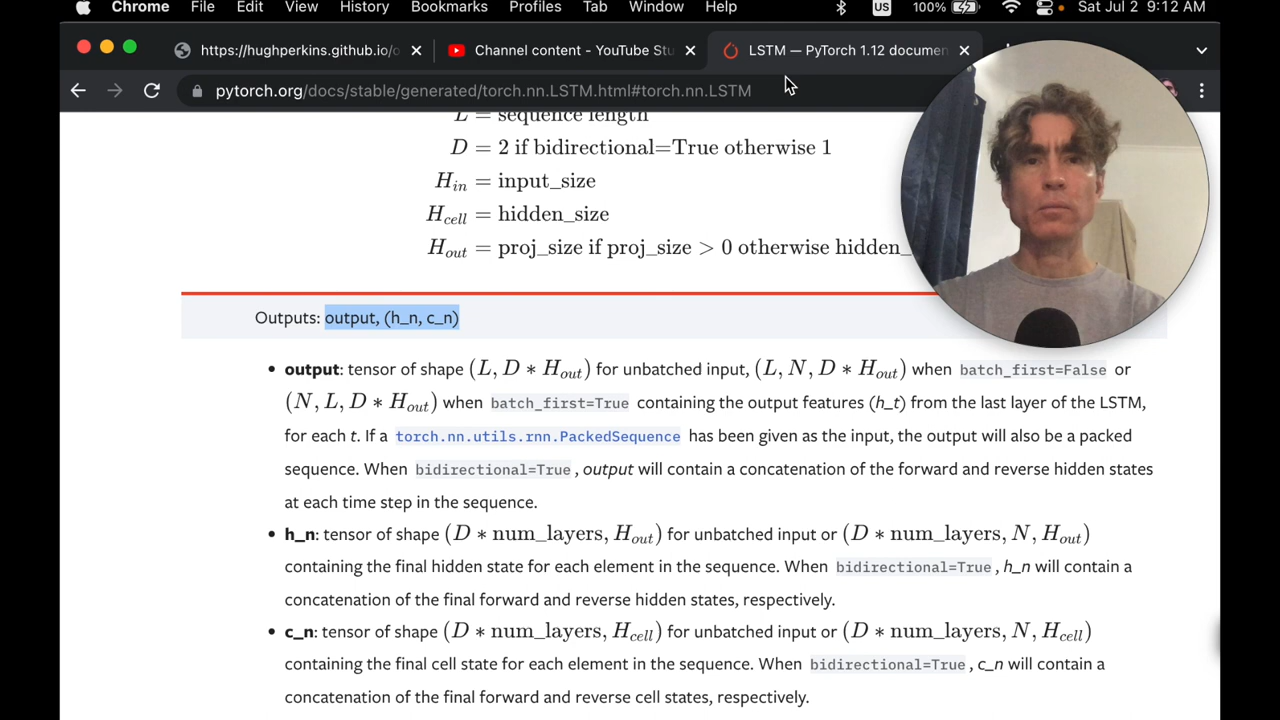 Chrome File Edit View History Bookmarks Profiles Tab Window Help US 100% Sat Jul 2 9:12 AM
https://hughperkins.github.io/o Channel content - YouTube Stu LSTM — PyTorch 1.12 documen
pytorch.org/docs/stable/generated/torch.nn.LSTM.html#torch.nn.LSTM
L = sequence length
D = 2 if bidirectional=True otherwise 1
H_in = input_size
H_cell = hidden_size
H_out = proj_size if proj_size > 0 otherwise hidden_
Outputs: output, (h_n, c_n)
• output: tensor of shape (L, D ∗ H_out) for unbatched input, (L, N, D ∗ H_out) when batch_first=False or
(N, L, D ∗ H_out) when batch_first=True containing the output features (h_t) from the last layer of the LSTM,
for each t. If a torch.nn.utils.rnn.PackedSequence has been given as the input, the output will also be a packed
sequence. When bidirectional=True, output will contain a concatenation of the forward and reverse hidden states
at each time step in the sequence.
• h_n: tensor of shape (D ∗ num_layers, H_out) for unbatched input or (D ∗ num_layers, N, H_out)
containing the final hidden state for each element in the sequence. When bidirectional=True, h_n will contain a
concatenation of the final forward and reverse hidden states, respectively.
• c_n: tensor of shape (D ∗ num_layers, H_cell) for unbatched input or (D ∗ num_layers, N, H_cell)
containing the final cell state for each element in the sequence. When bidirectional=True, c_n will contain a
concatenation of the final forward and reverse cell states, respectively.